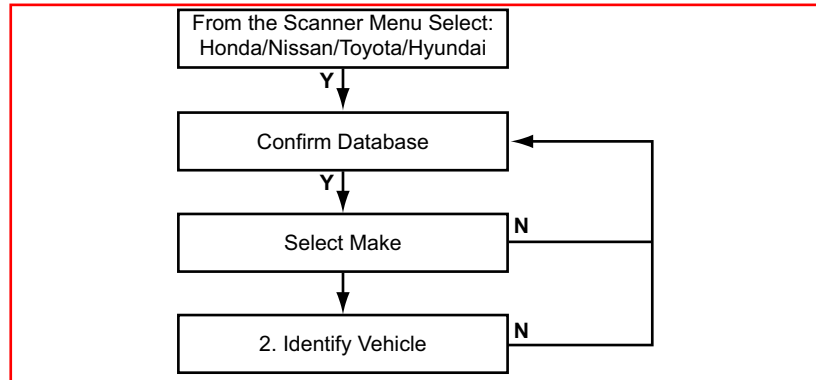 From the Scanner Menu Select:
Honda/Nissan/Toyota/Hyundai
Y
Confirm Database
Y
Select Make
N
2. Identify Vehicle
N